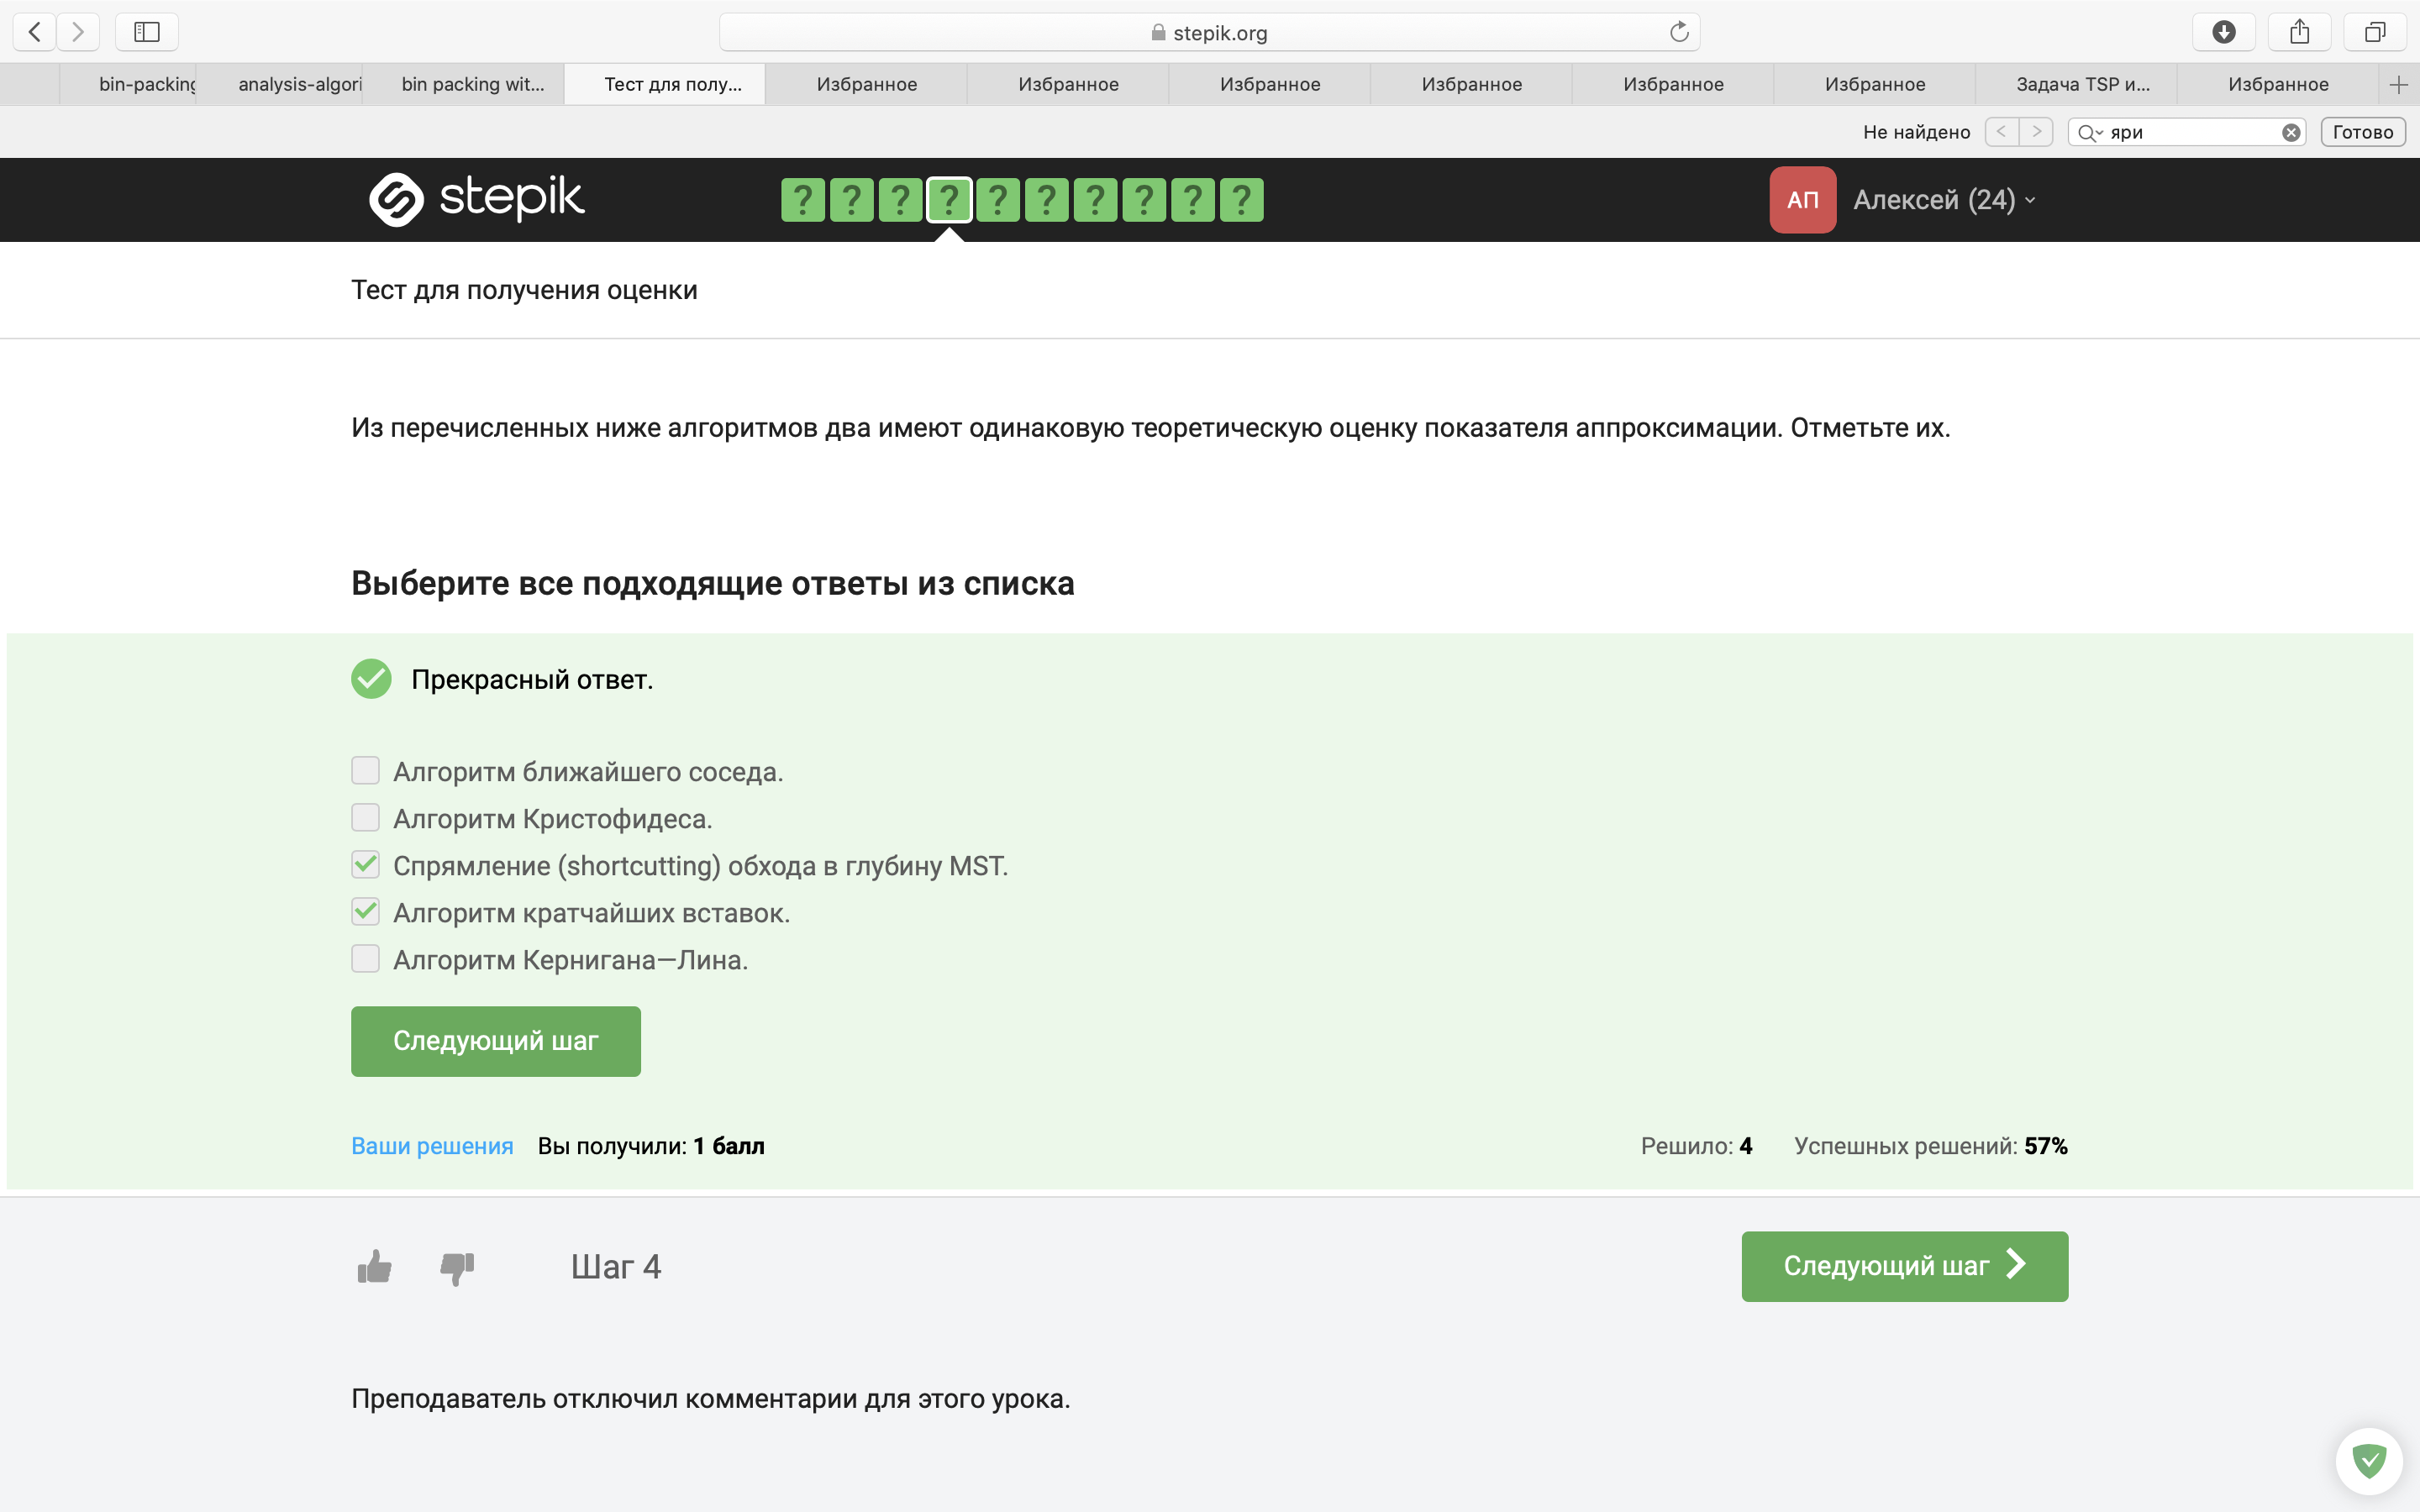 stepik.org
bin-packing
analysis-algori
bin packing wit...
Тест для полу...
Избранное
Избранное
Избранное
Избранное
Избранное
Избранное
Задача TSP и...
Избранное
Не найдено
яри
Готово
stepik
? ? ? ? ? ? ? ? ? ?
АП
Алексей (24)
Тест для получения оценки
Из перечисленных ниже алгоритмов два имеют одинаковую теоретическую оценку показателя аппроксимации. Отметьте их.
Выберите все подходящие ответы из списка
Прекрасный ответ.
Алгоритм ближайшего соседа.
Алгоритм Кристофидеса.
Спрямление (shortcutting) обхода в глубину MST.
Алгоритм кратчайших вставок.
Алгоритм Кернигана—Лина.
Следующий шаг
Ваши решения Вы получили: 1 балл
Решило: 4 Успешных решений: 57%
Шаг 4
Следующий шаг
Преподаватель отключил комментарии для этого урока.